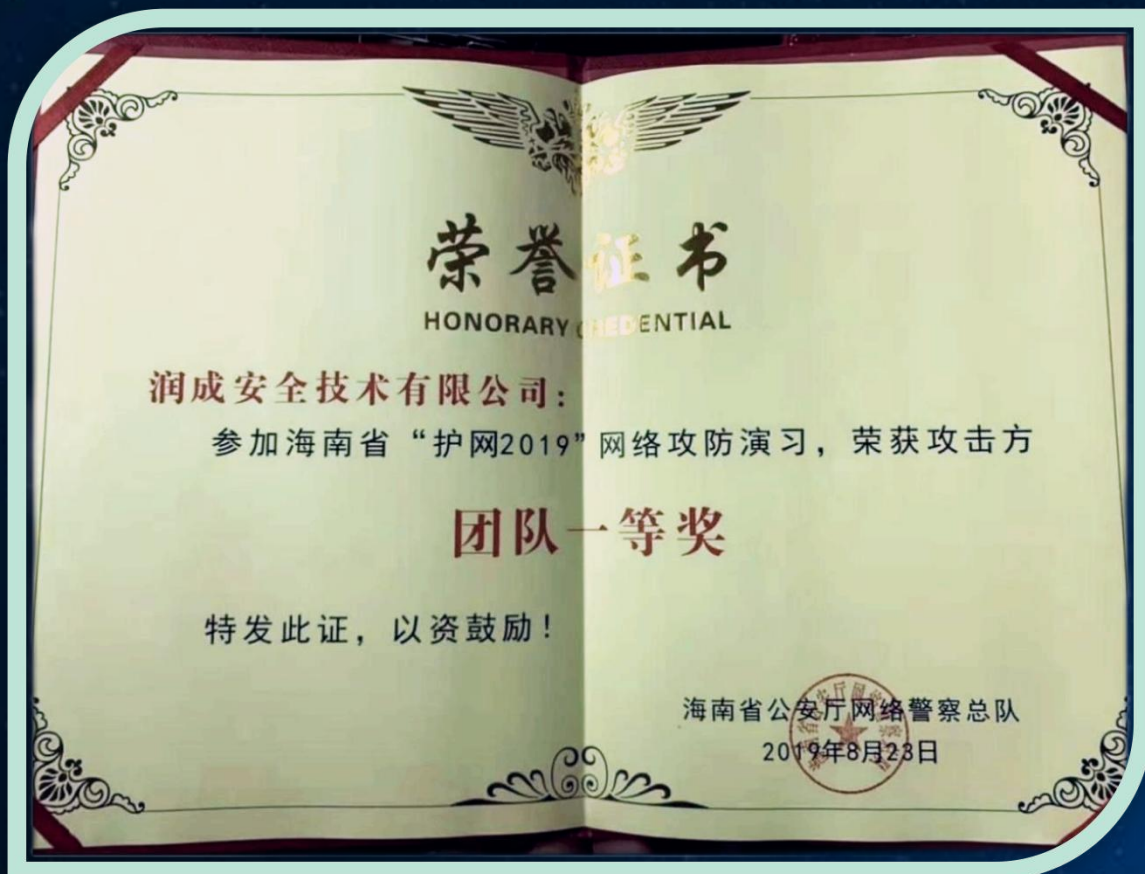 荣誉证书
HONORARY CREDENTIAL
润成安全技术有限公司：
参加海南省“护网2019”网络攻防演习，荣获攻击方
团队一等奖
特发此证，以资鼓励！
海南省公安厅网络警察总队
2019年8月23日